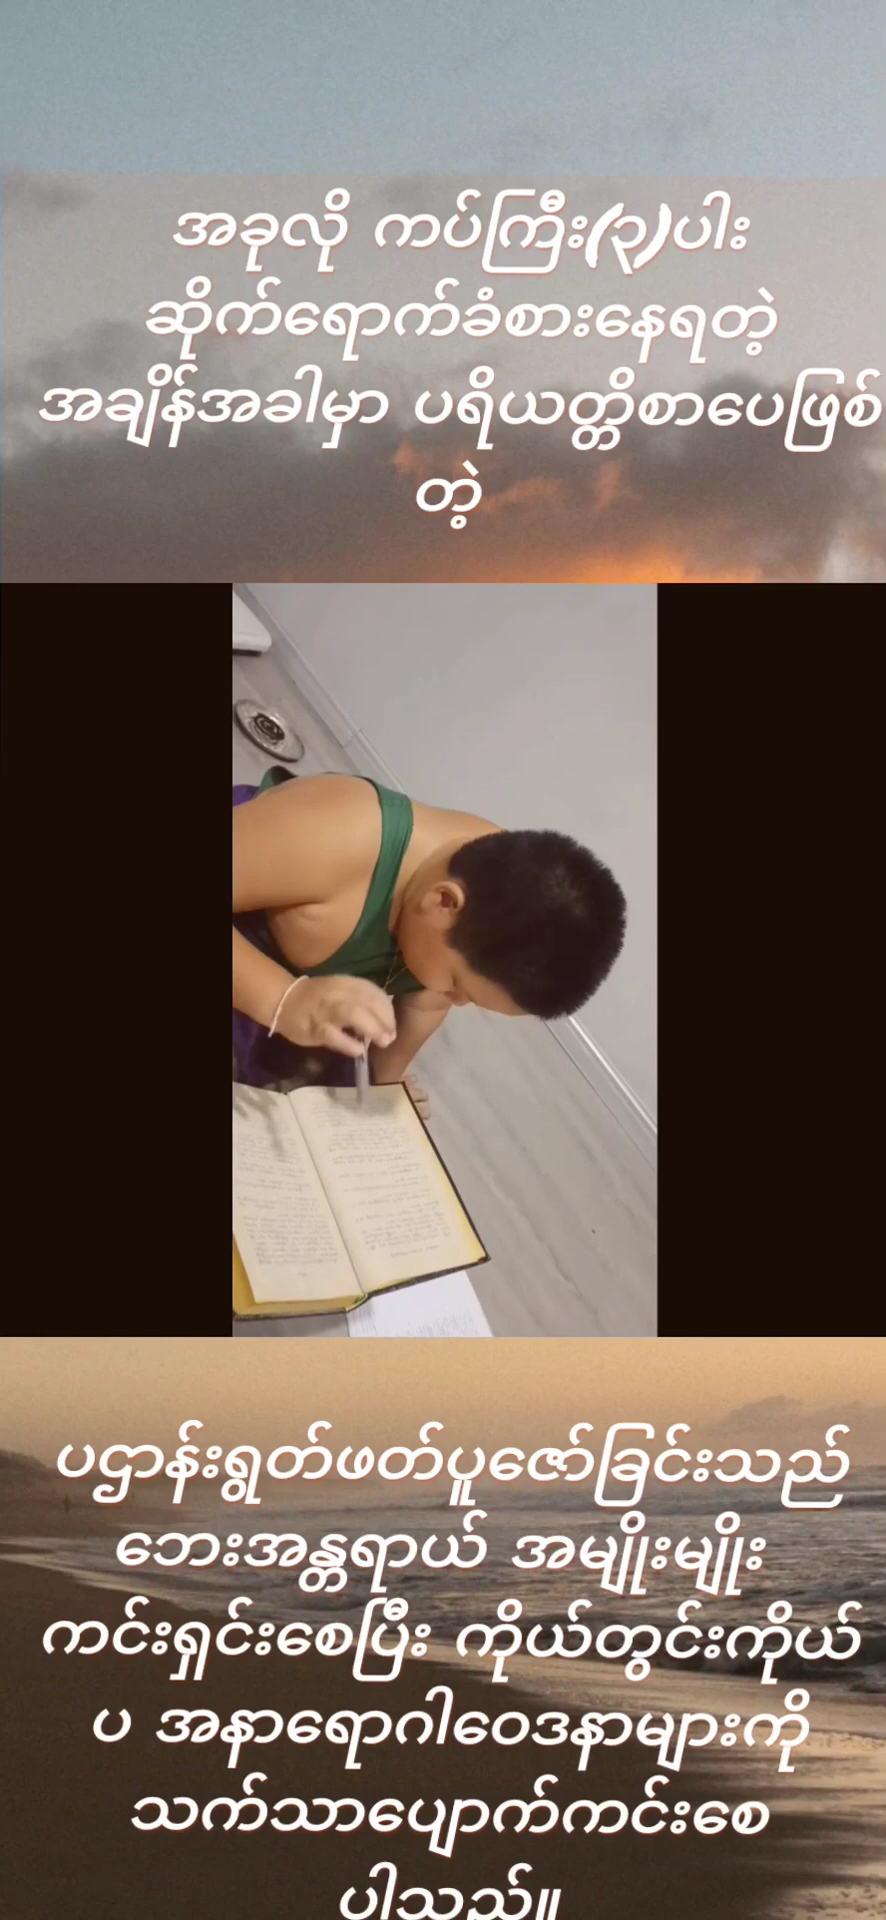 အခုလို ကပ်ကြီး(၃)ပါး
ဆိုက်ရောက်ခံစားနေရတဲ့
အချိန်အခါမှာ ပရိယတ္တိစာပေဖြစ်
တဲ့
ပဌာန်းရွတ်ဖတ်ပူဇော်ခြင်းသည်
ဘေးအန္တရာယ် အမျိုးမျိုး
ကင်းရှင်းစေပြီး ကိုယ်တွင်းကိုယ်
ပ အနာရောဂါဝေဒနာများကို
သက်သာပျောက်ကင်းစေ
ပါသည်။